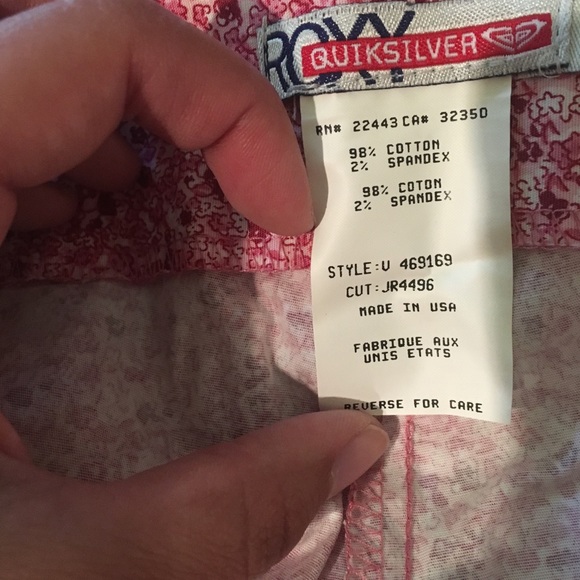 ROXY
QUIKSILVER
RN# 22443 CA# 32350
98% COTTON
2% SPANDEX
98% COTON
2% SPANDEX
STYLE:U 469169
CUT:JR4496
MADE IN USA
FABRIQUE AUX
UNIS ETATS
REVERSE FOR CARE